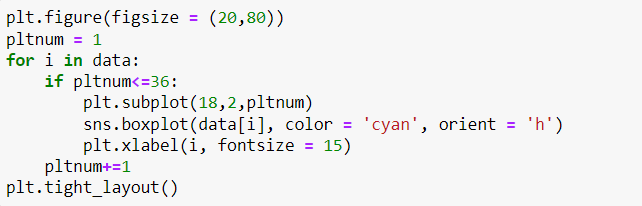 plt.figure(figsize = (20,80))
pltnum = 1
for i in data:
    if pltnum<=36:
        plt.subplot(18,2,pltnum)
        sns.boxplot(data[i], color = 'cyan', orient = 'h')
        plt.xlabel(i, fontsize = 15)
    pltnum+=1
plt.tight_layout()